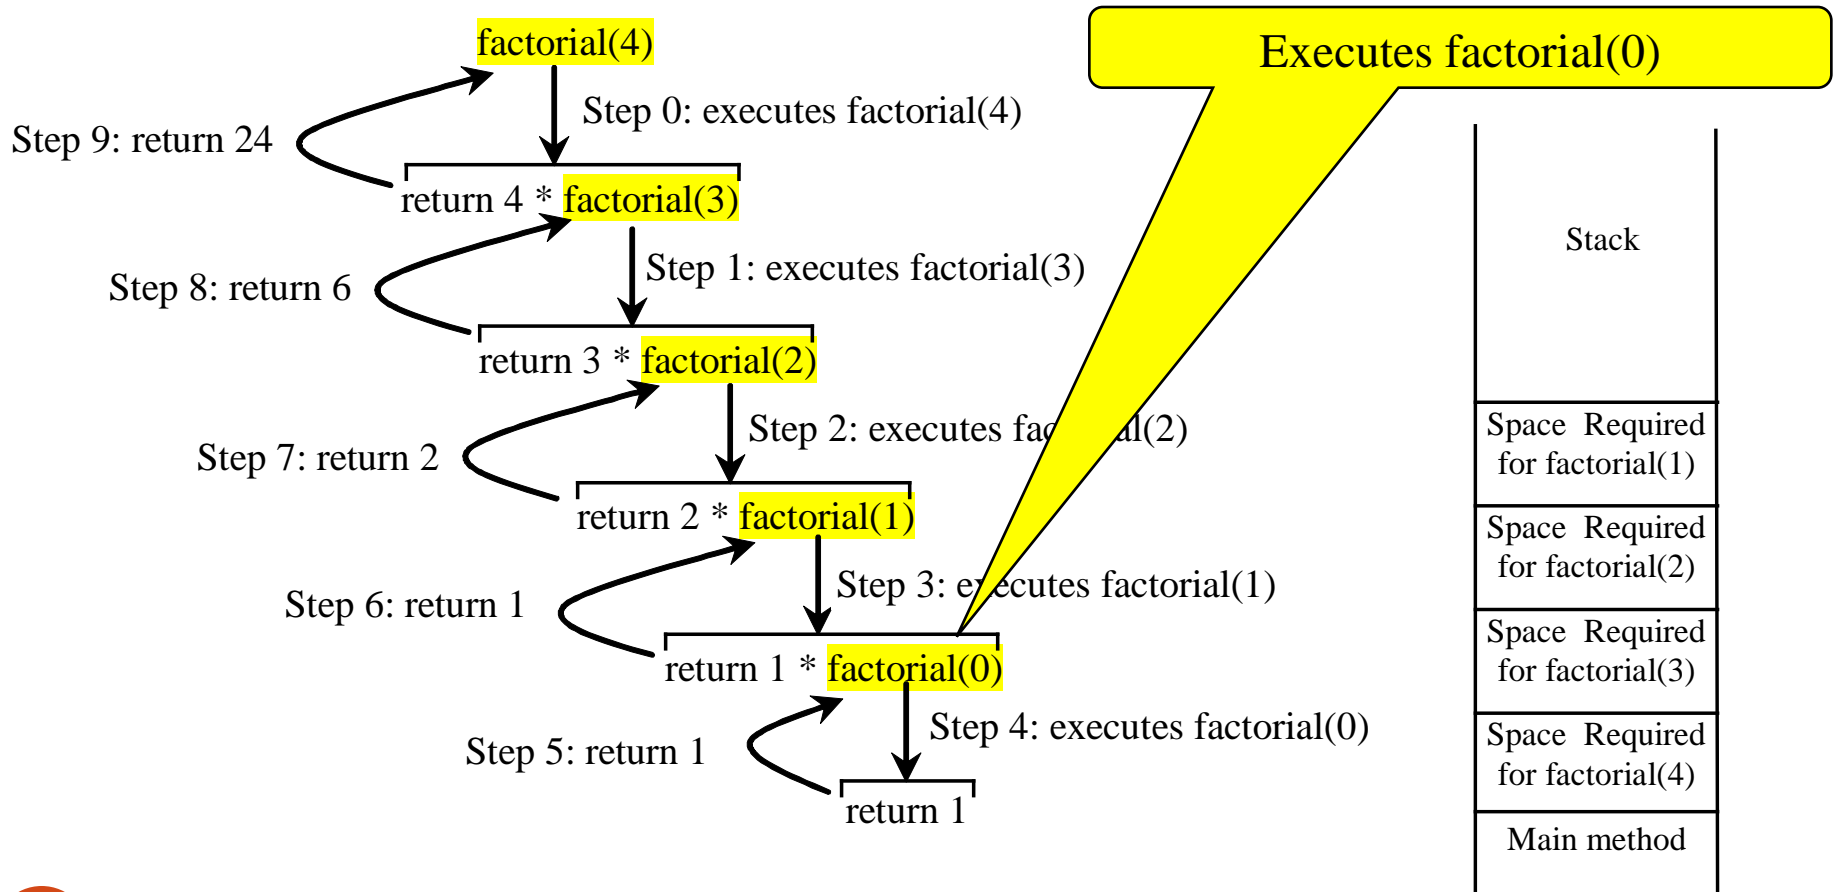 factorial(4)
Executes factorial(0)
Step 0: executes factorial(4)
Step 9: return 24
return 4 * factorial(3)
Stack
Step 1: executes factorial(3)
Step 8: return 6
return 3 * factorial(2)
Step 2: executes fac al(2)
Space Required
for factorial(1)
Step 7: return 2
return 2 * factorial(1)
Space Required
for factorial(2)
Step 3: executes factorial(1)
Step 6: return 1
Space Required
for factorial(3)
return 1 * factorial(0)
Step 4: executes factorial(0)
Step 5: return 1
Space Required
for factorial(4)
return 1
Main method